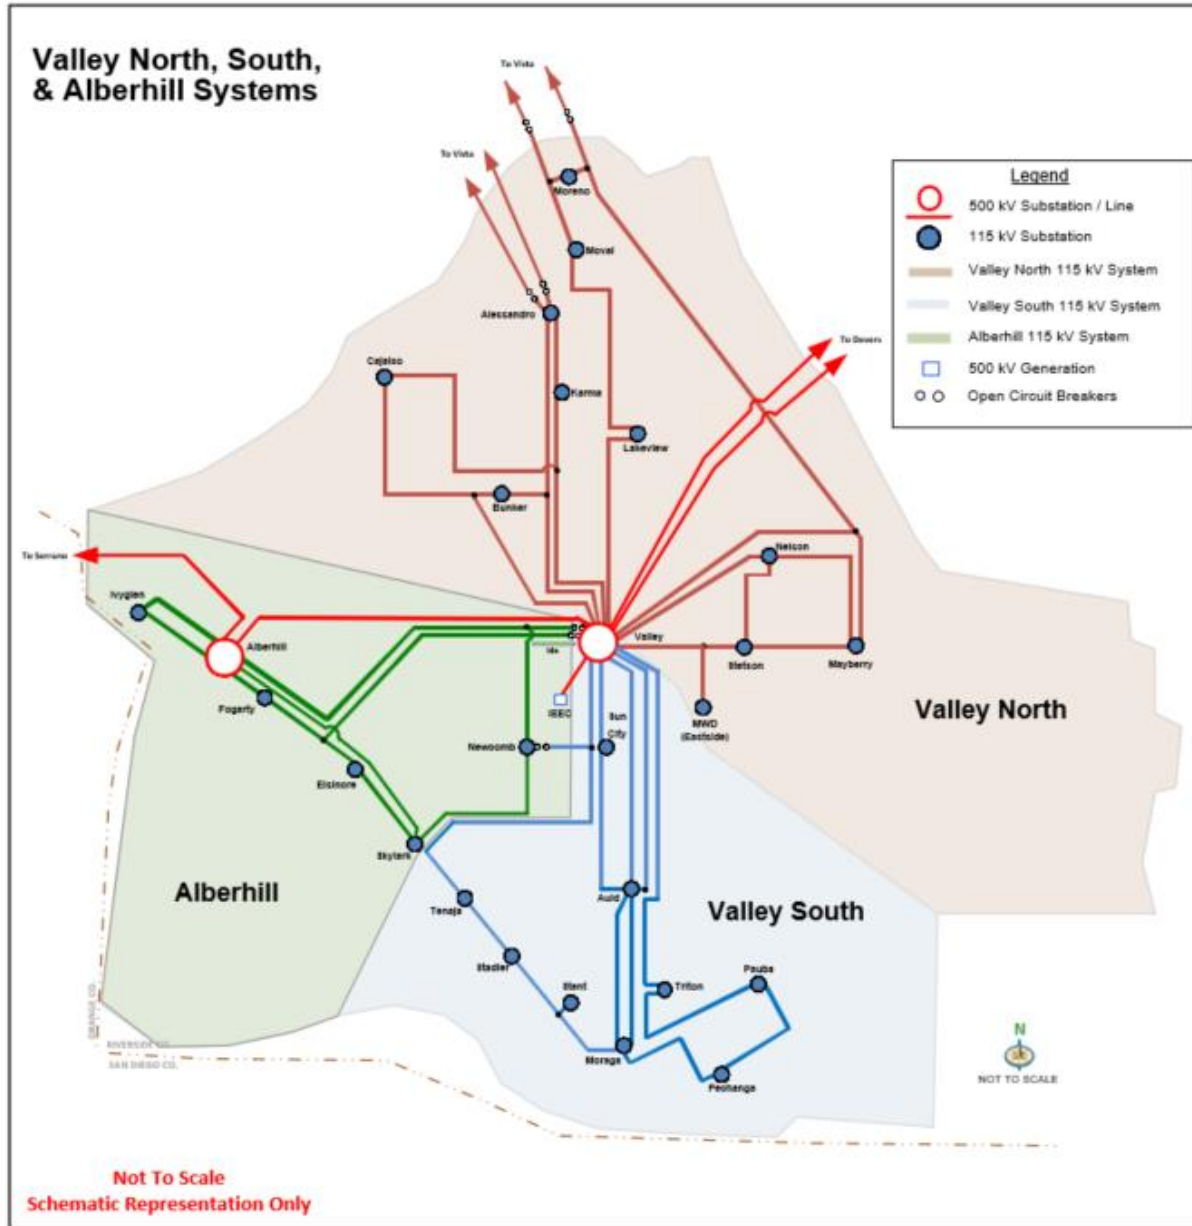 Valley North, South,
& Alberhill Systems
To Vista
To Vista
Moreno
Moval
Alessandro
Cajalco
Karma
Lakeview
Bunker
To Devers
Legend
500 kV Substation / Line
115 kV Substation
Valley North 115 kV System
Valley South 115 kV System
Alberhill 115 kV System
500 kV Generation
Open Circuit Breakers
To Serrano
Nelson
Ivyglen
Alberhill
Valley
Stetson
Mayberry
Fogarty
IEEC
Sun
City
MWD
(Eastside)
Valley North
Newcomb
Elsinore
Skylark
Alberhill
Tenaja
Auld
Valley South
Stadler
Stent
Triton
Pauba
Moraga
Pechanga
ORANGE CO.
RIVERSIDE CO.
SAN DIEGO CO.
N
NOT TO SCALE
Not To Scale
Schematic Representation Only